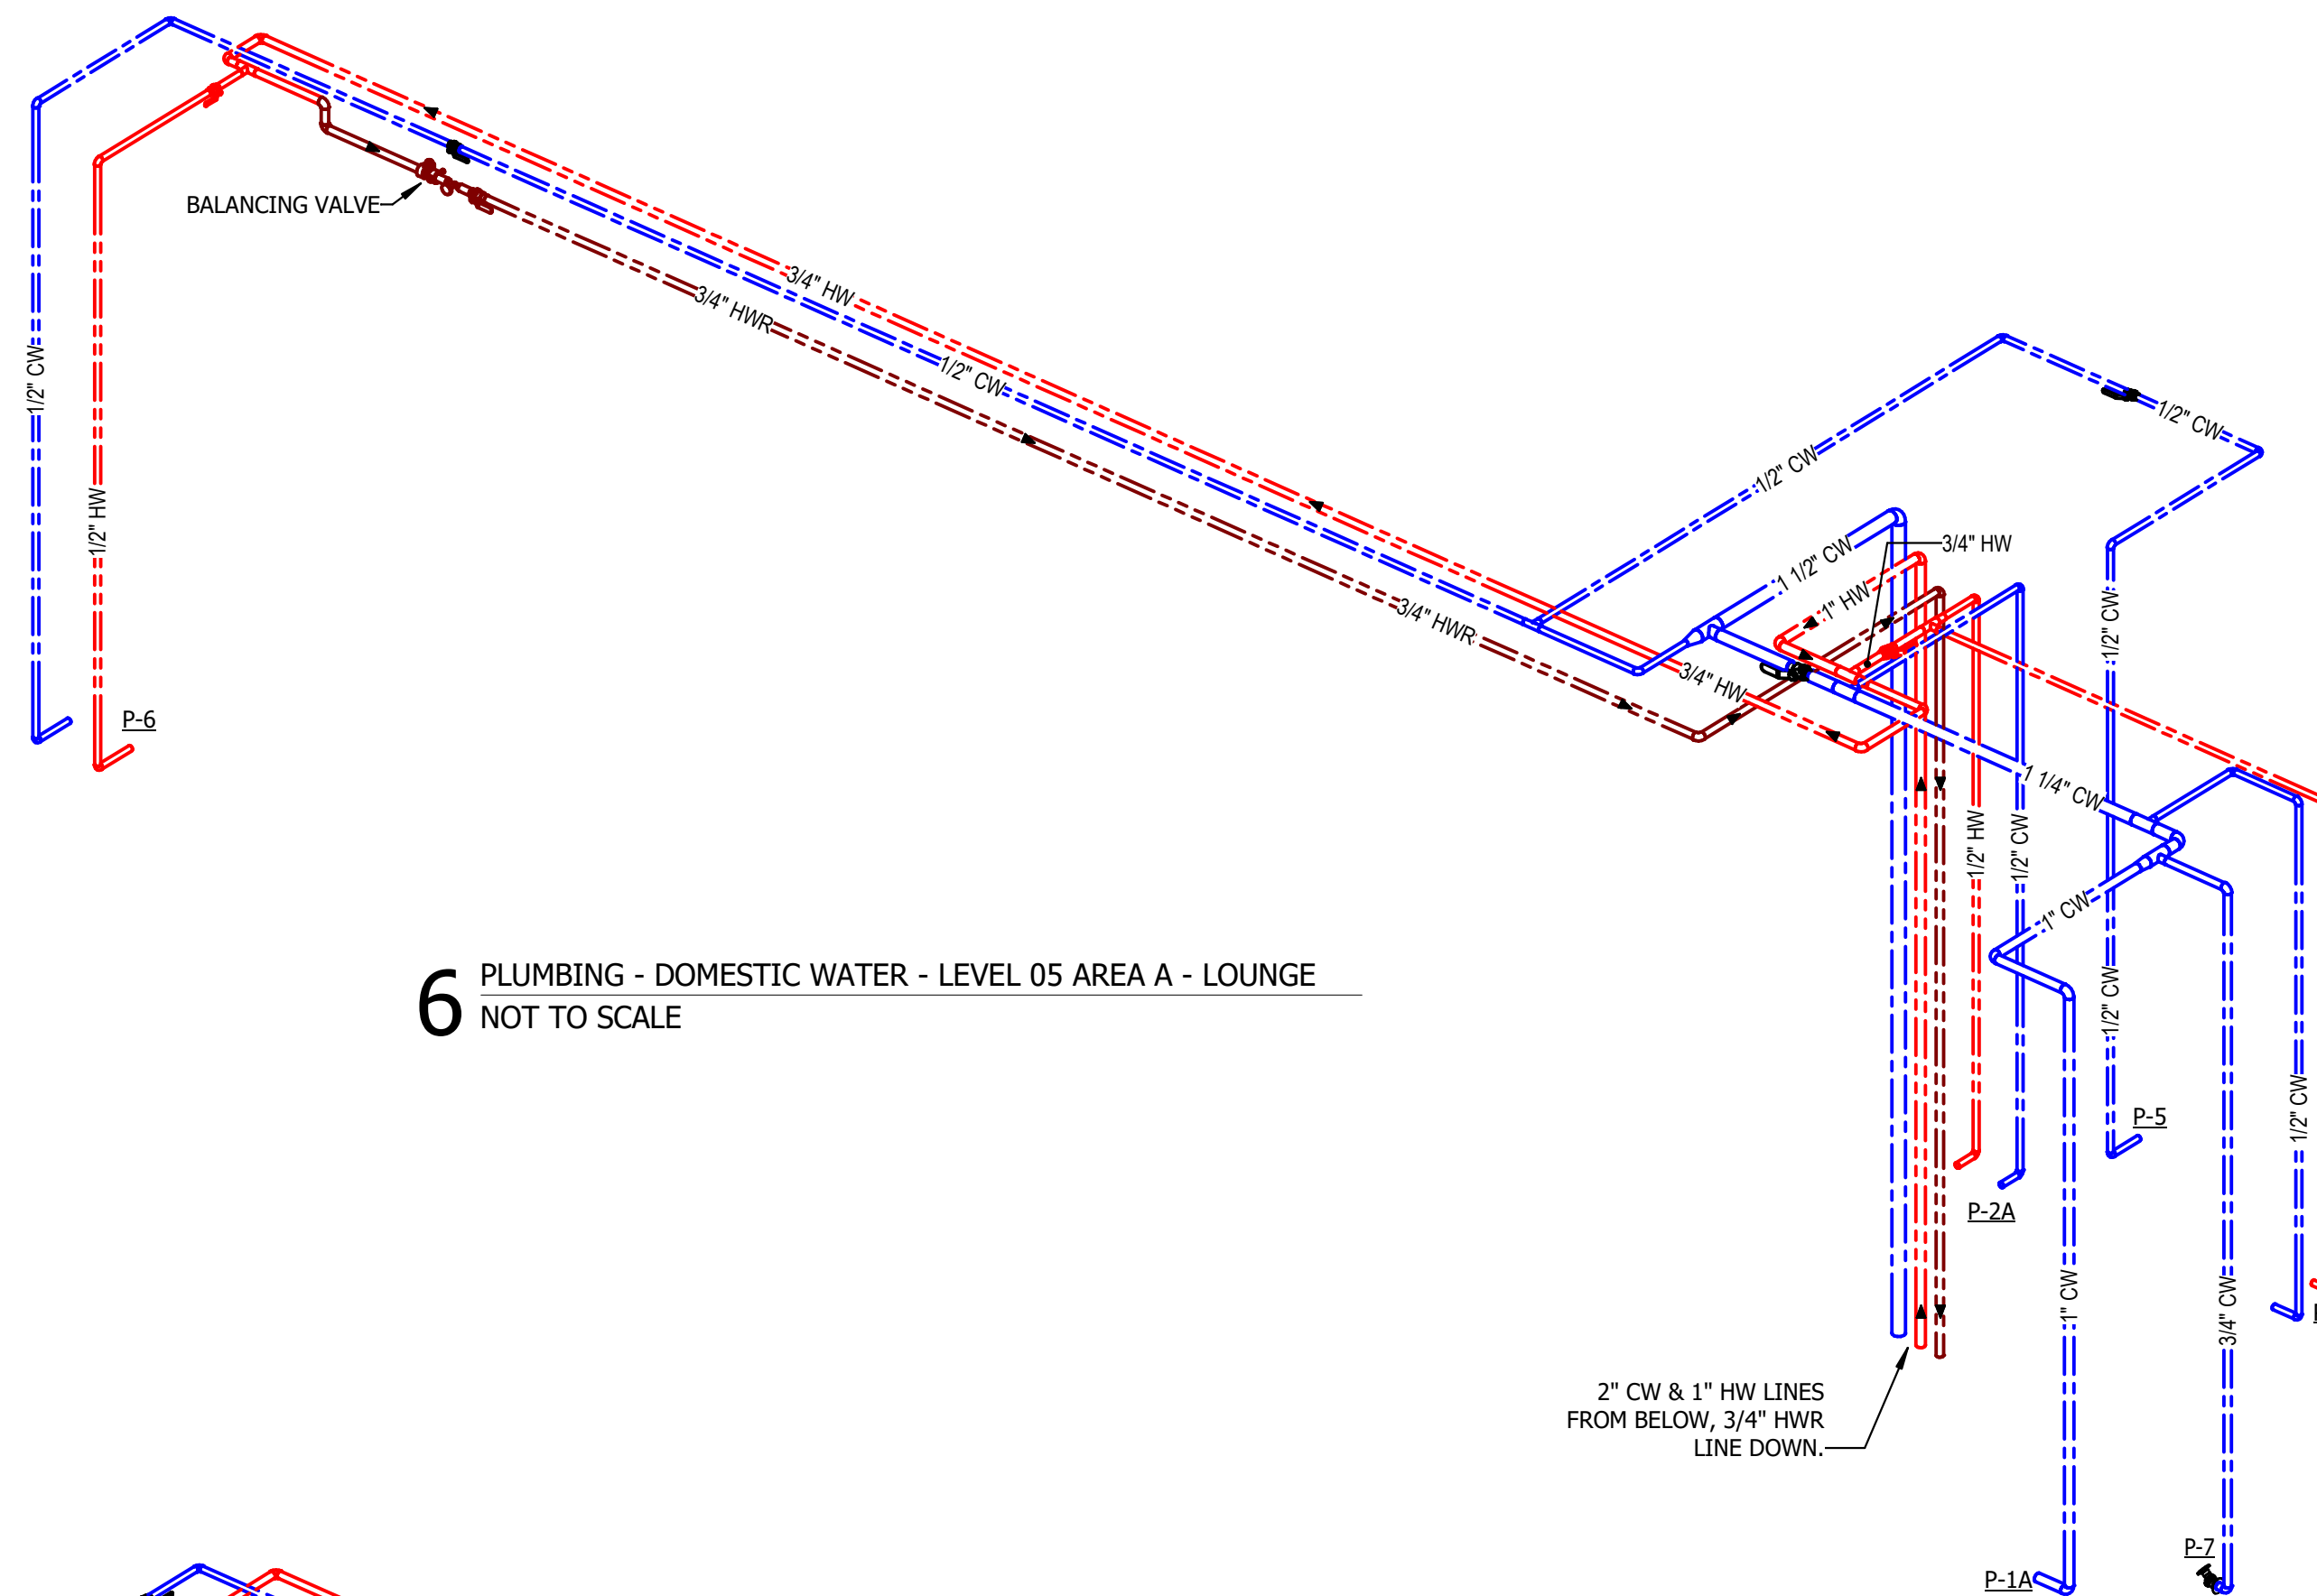 BALANCING VALVE
3/4" HW
3/4" HWR
1/2" CW
1/2" CW
1/2" HW
P-6
1/2" CW
1/2" CW
1 1/2" CW
3/4" HW
1" HW
3/4" HWR
3/4" HW
1/2" CW
1 1/4" CW
1/2" HW
1/2" CW
1" CW
1/2" CW
6 PLUMBING - DOMESTIC WATER - LEVEL 05 AREA A - LOUNGE
NOT TO SCALE
P-5
1/2" CW
P-2A
1" CW
3/4" CW
2" CW & 1" HW LINES
FROM BELOW, 3/4" HWR
LINE DOWN.
P-7
P-1A